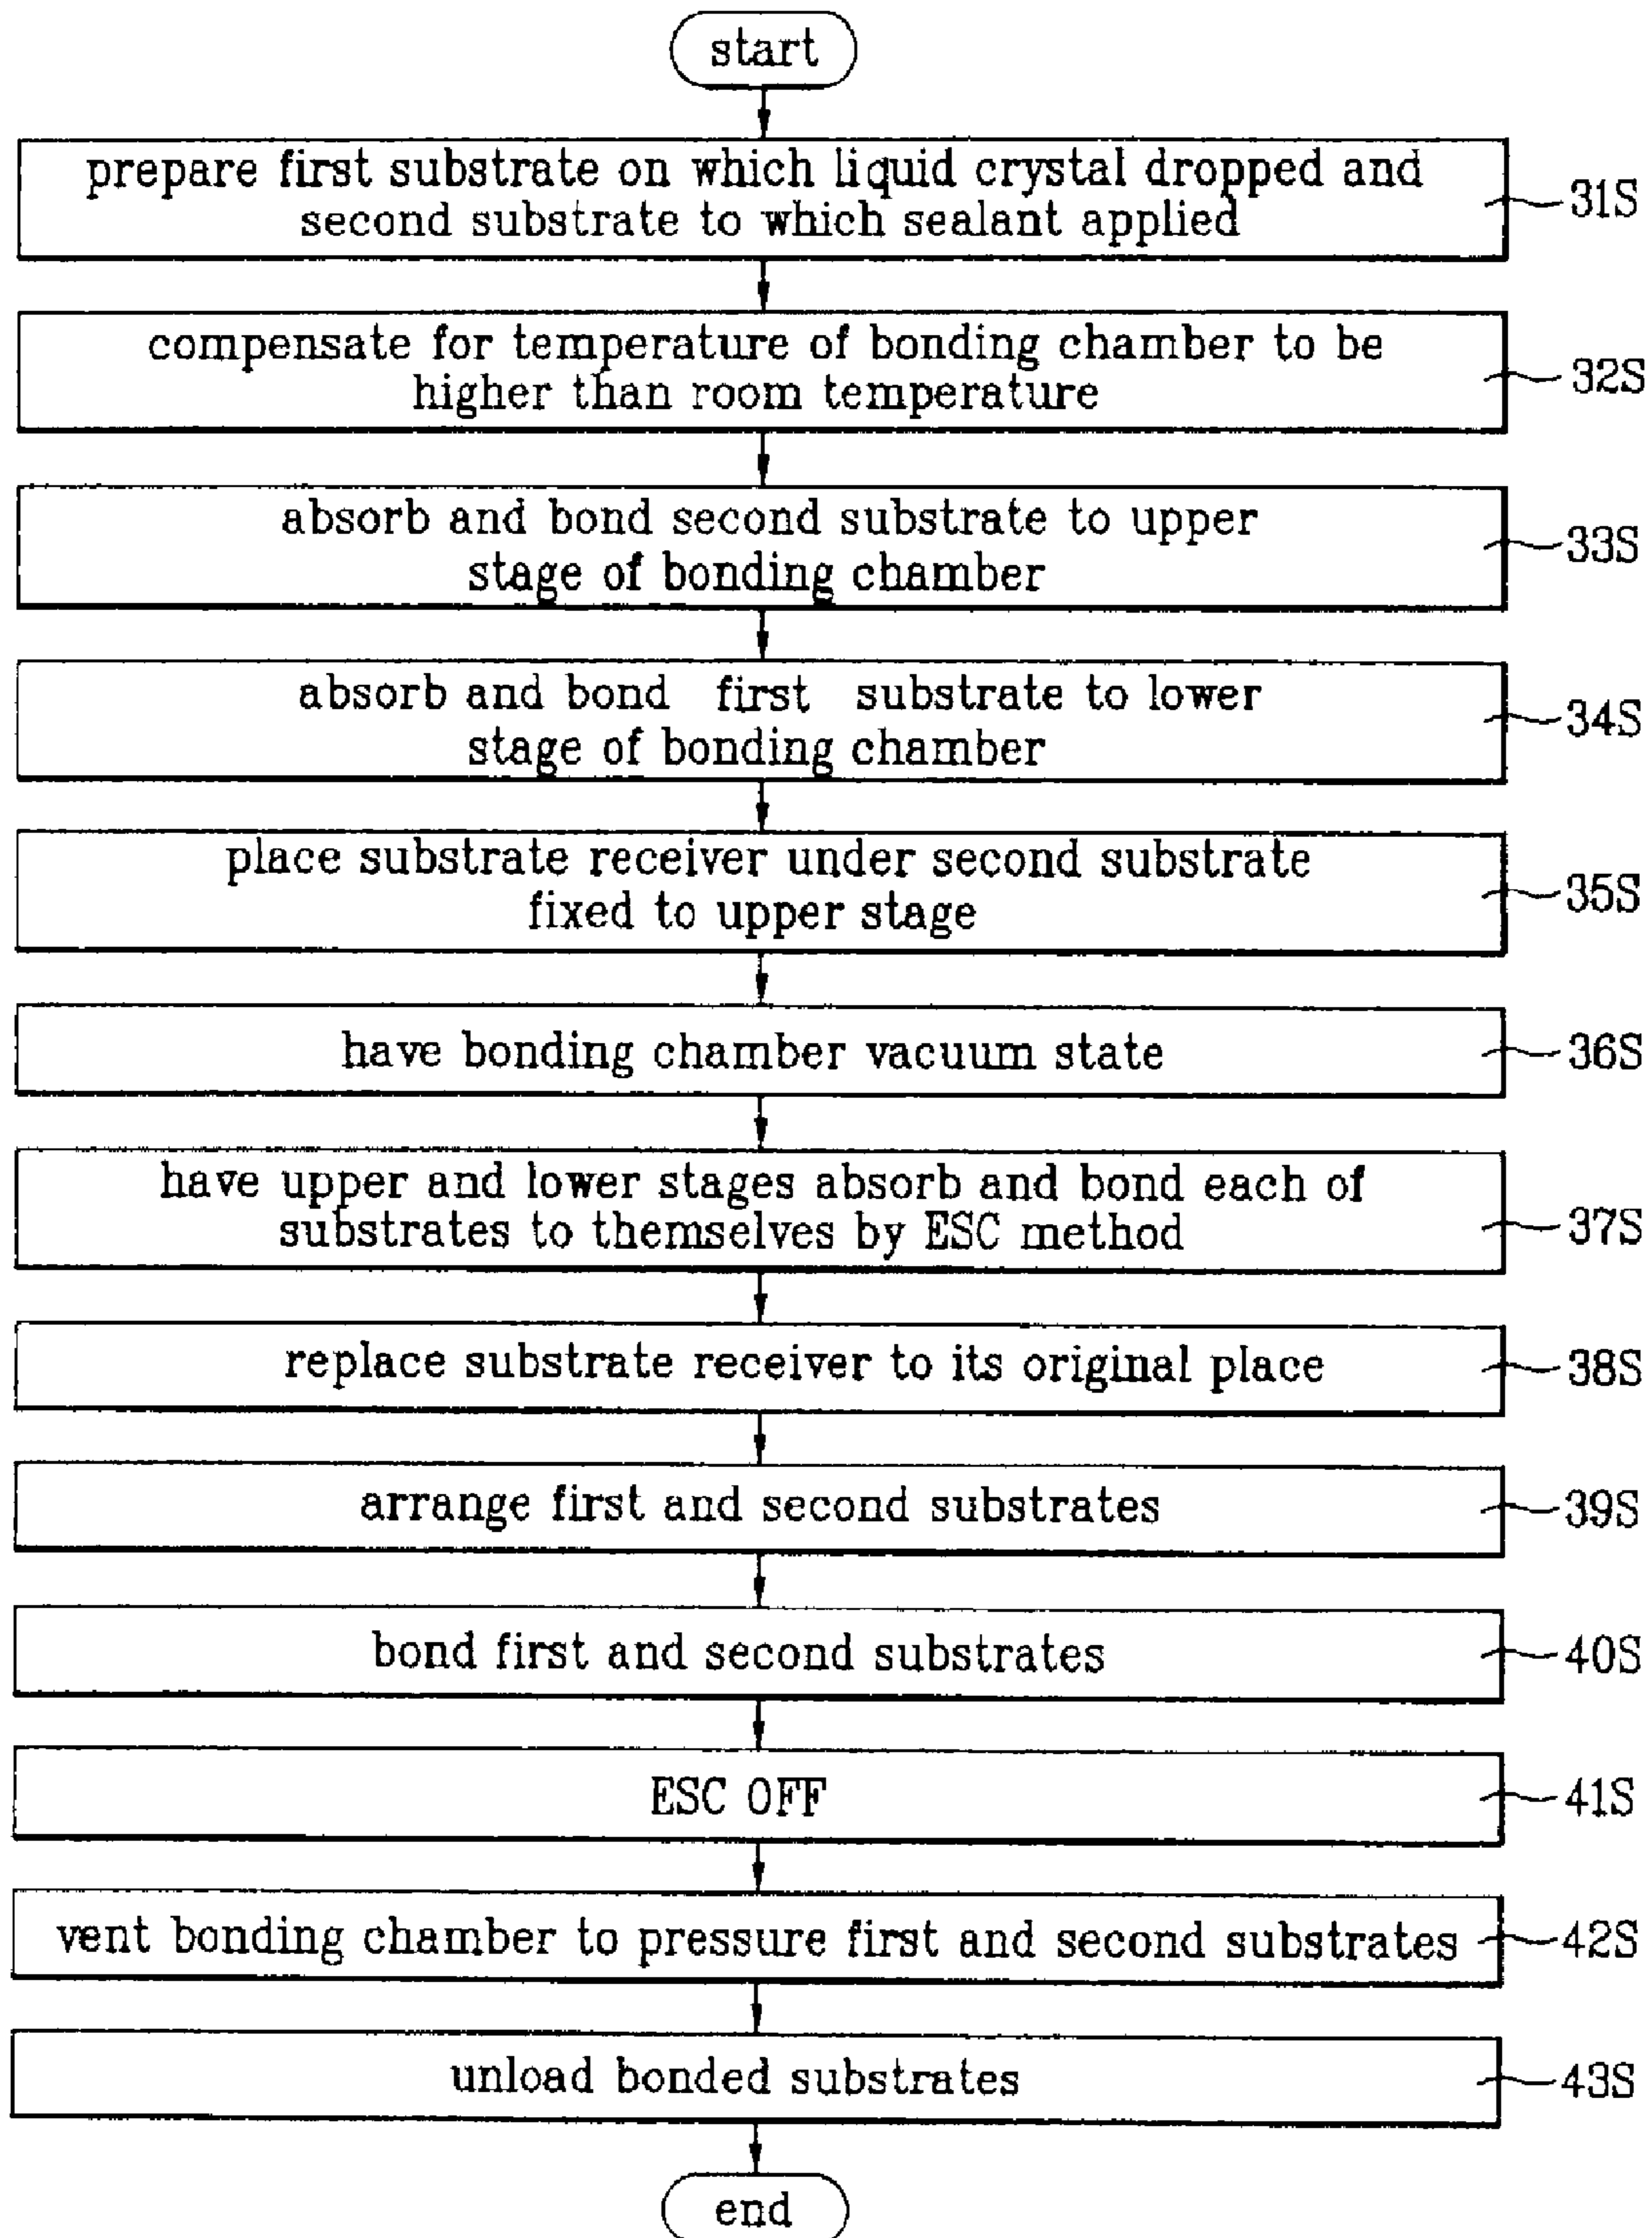 start
prepare first substrate on which liquid crystal dropped and
second substrate to which sealant applied
31S
compensate for temperature of bonding chamber to be
higher than room temperature
32S
absorb and bond second substrate to upper
stage of bonding chamber
33S
absorb and bond first substrate to lower
stage of bonding chamber
34S
place substrate receiver under second substrate
fixed to upper stage
35S
have bonding chamber vacuum state
36S
have upper and lower stages absorb and bond each of
substrates to themselves by ESC method
37S
replace substrate receiver to its original place
38S
arrange first and second substrates
39S
bond first and second substrates
40S
ESC OFF
41S
vent bonding chamber to pressure first and second substrates
42S
unload bonded substrates
43S
end